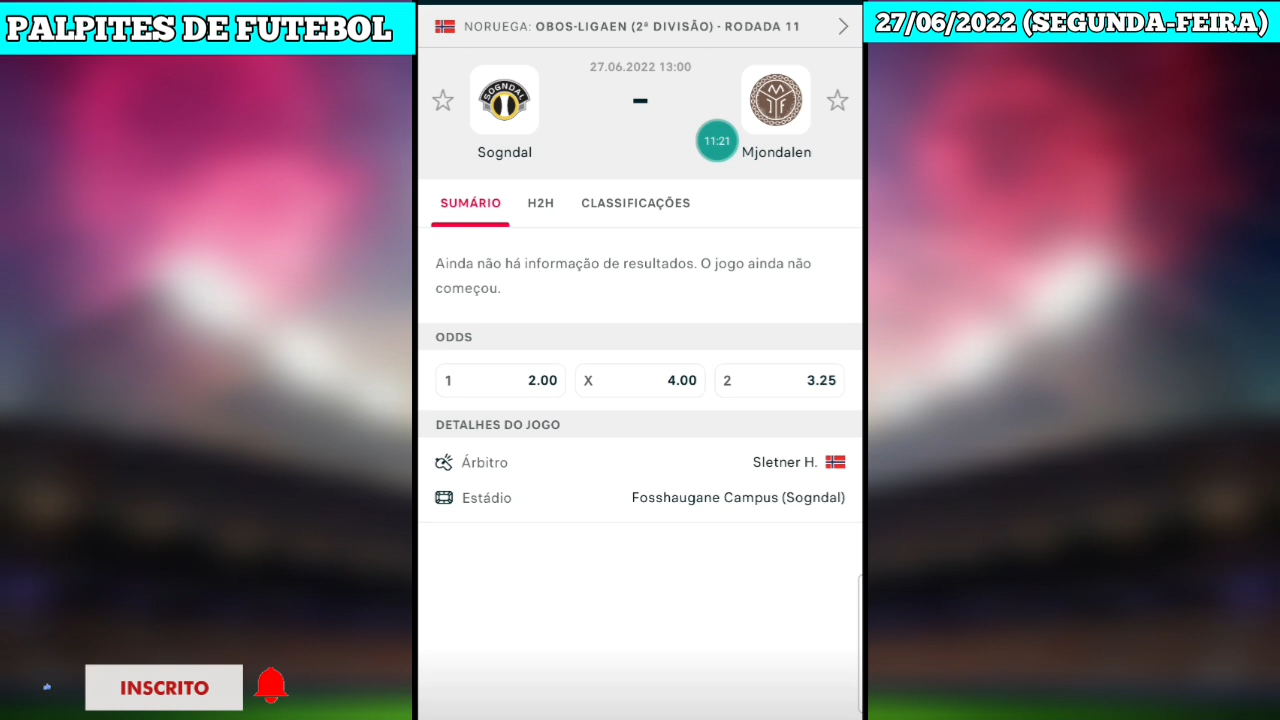 PALPITES DE FUTEBOL
27/06/2022 (SEGUNDA-FEIRA)
NORUEGA: OBOS-LIGAEN (2ª DIVISÃO) - RODADA 11
27.06.2022 13:00
SOGNDAL
MIF
-
11:21
Sogndal
Mjondalen
SUMÁRIO H2H CLASSIFICAÇÕES
Ainda não há informação de resultados. O jogo ainda não
começou.
ODDS
1 2.00 X 4.00 2 3.25
DETALHES DO JOGO
Árbitro Sletner H.
Estádio Fosshaugane Campus (Sogndal)
INSCRITO